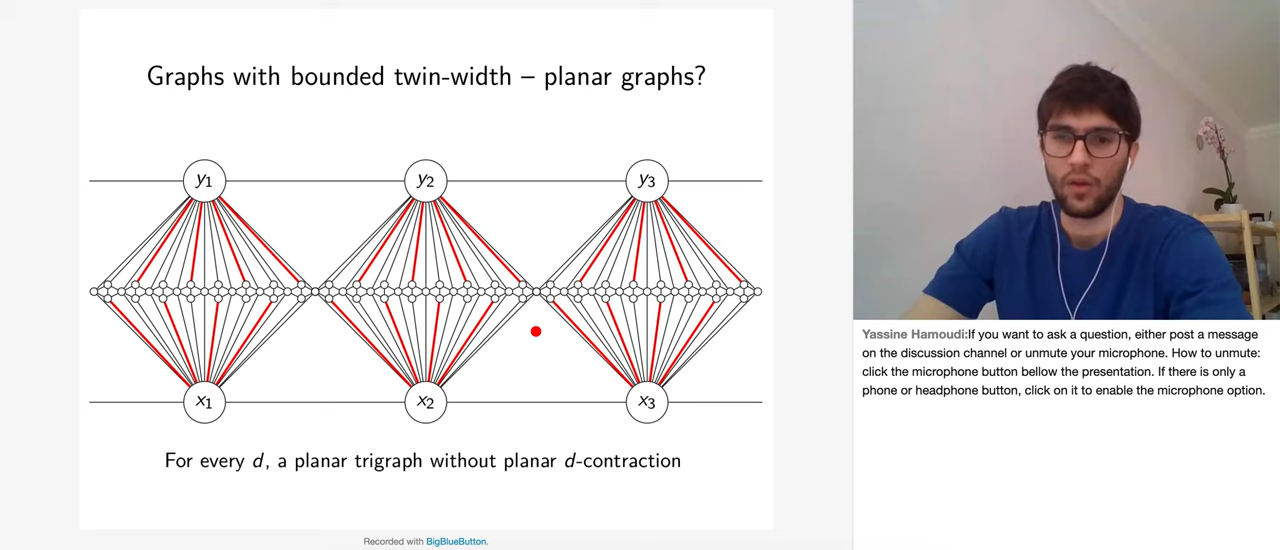 Graphs with bounded twin-width – planar graphs?
y1 y2 y3
x1 x2 x3
For every d, a planar trigraph without planar d-contraction
Recorded with BigBlueButton.
Yassine Hamoudi:If you want to ask a question, either post a message
on the discussion channel or unmute your microphone. How to unmute:
click the microphone button bellow the presentation. If there is only a
phone or headphone button, click on it to enable the microphone option.